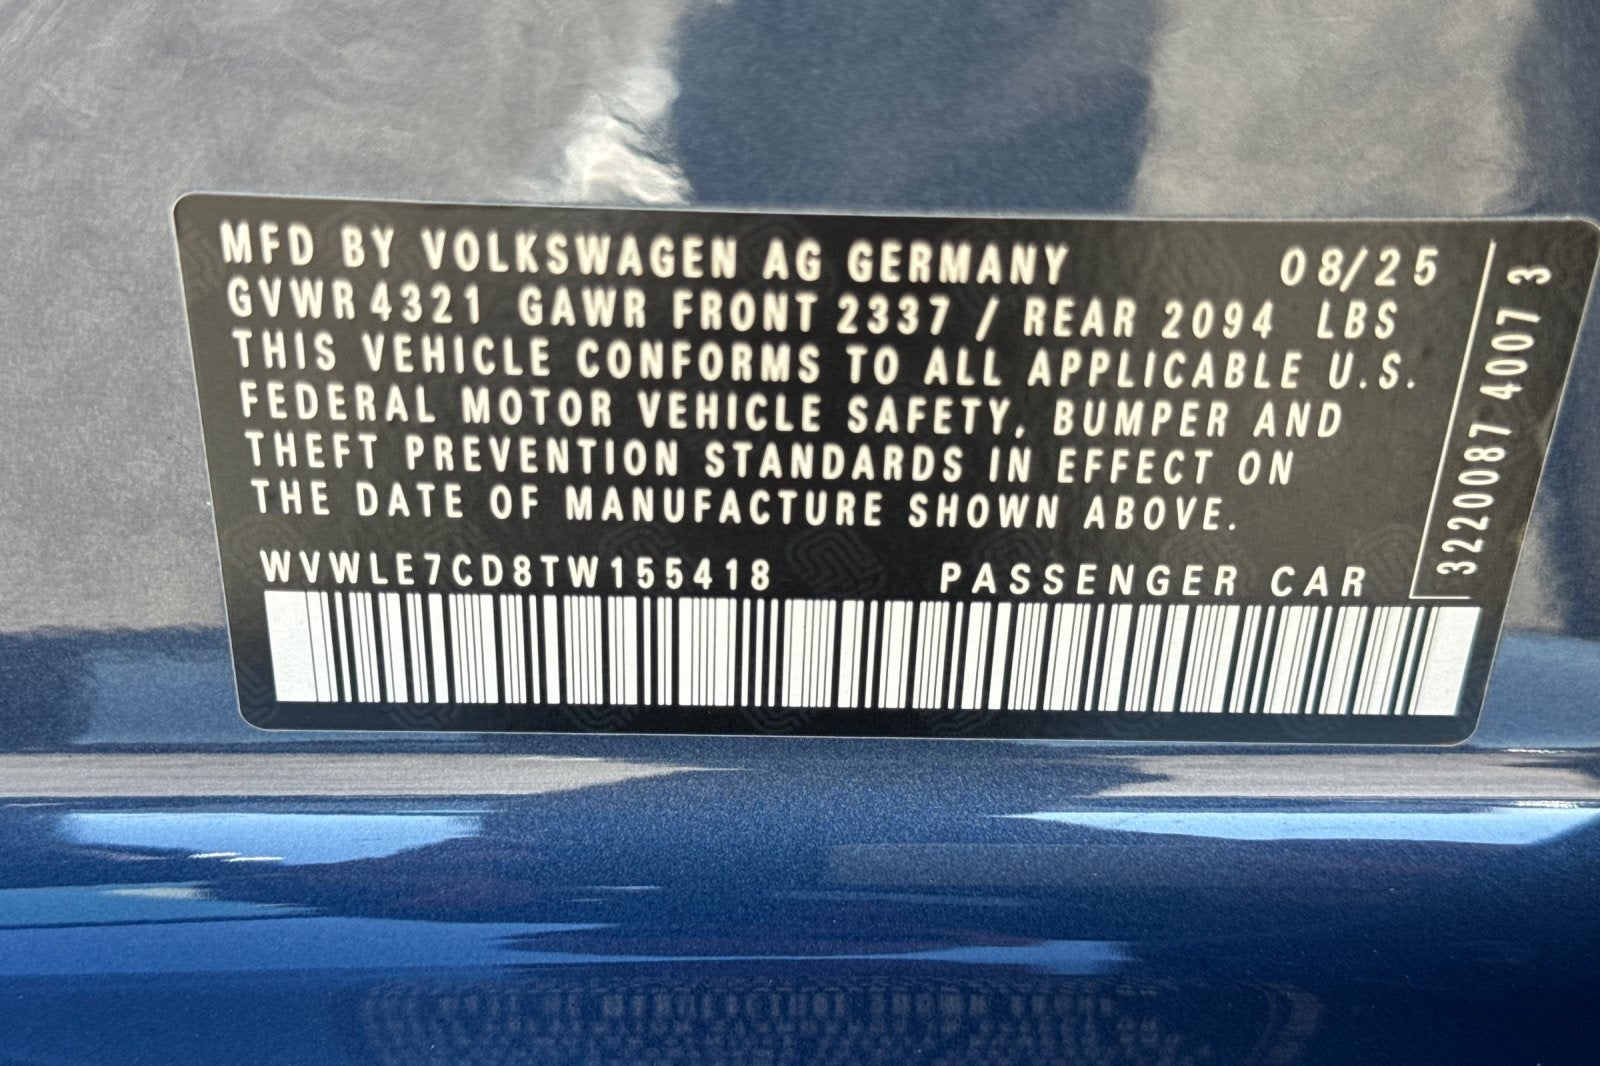 MFD BY VOLKSWAGEN AG GERMANY 08/25
GVWR 4321 GAWR FRONT 2337 / REAR 2094 LBS
THIS VEHICLE CONFORMS TO ALL APPLICABLE U.S.
FEDERAL MOTOR VEHICLE SAFETY, BUMPER AND
THEFT PREVENTION STANDARDS IN EFFECT ON
THE DATE OF MANUFACTURE SHOWN ABOVE.
WVWLE7CD8TW155418 PASSENGER CAR
3220087 4007 3